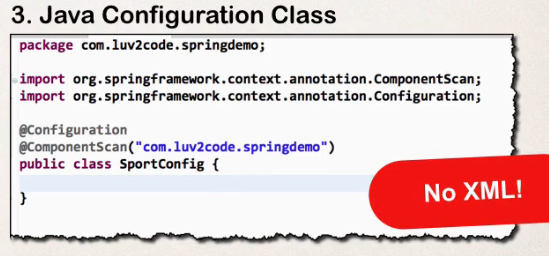 3. Java Configuration Class
package com.luv2code.springdemo;
import org.springframework.context.annotation.ComponentScan;
import org.springframework.context.annotation.Configuration;
@Configuration
@ComponentScan("com.luv2code.springdemo")
public class SportConfig {
}
No XML!